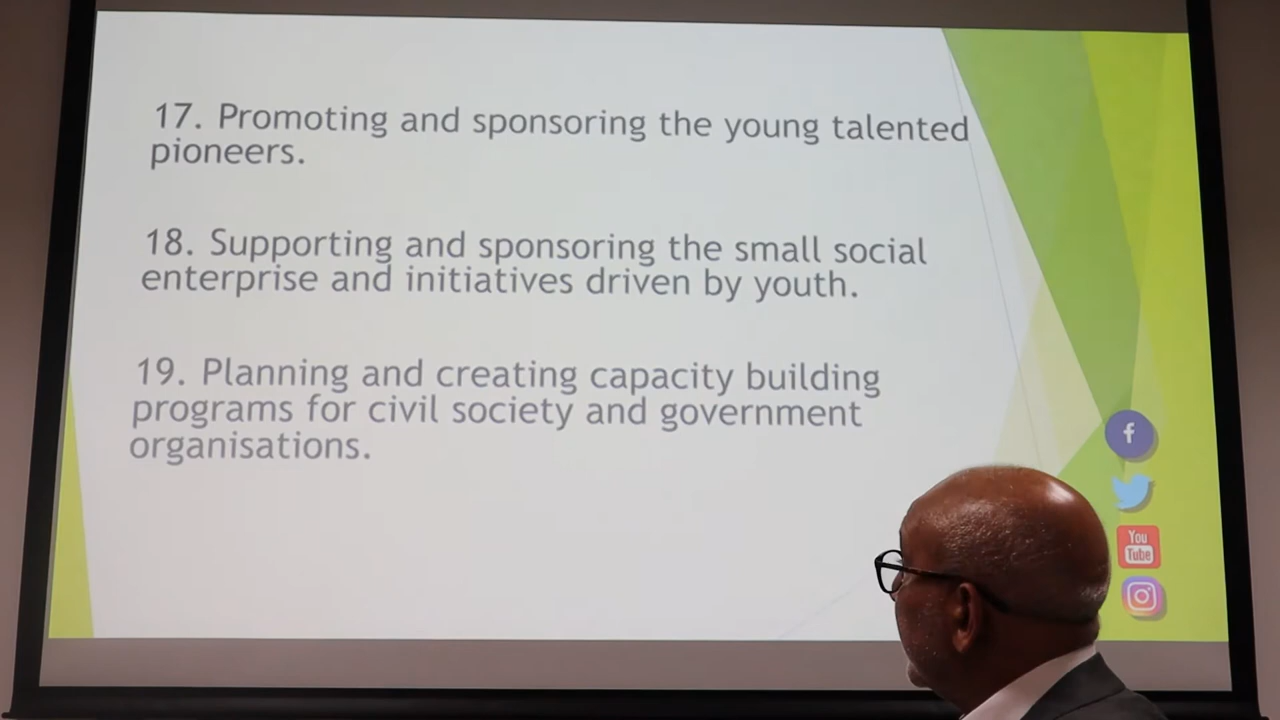 17. Promoting and sponsoring the young talented
pioneers.
18. Supporting and sponsoring the small social
enterprise and initiatives driven by youth.
19. Planning and creating capacity building
programs for civil society and government
organisations.
f
You
Tube